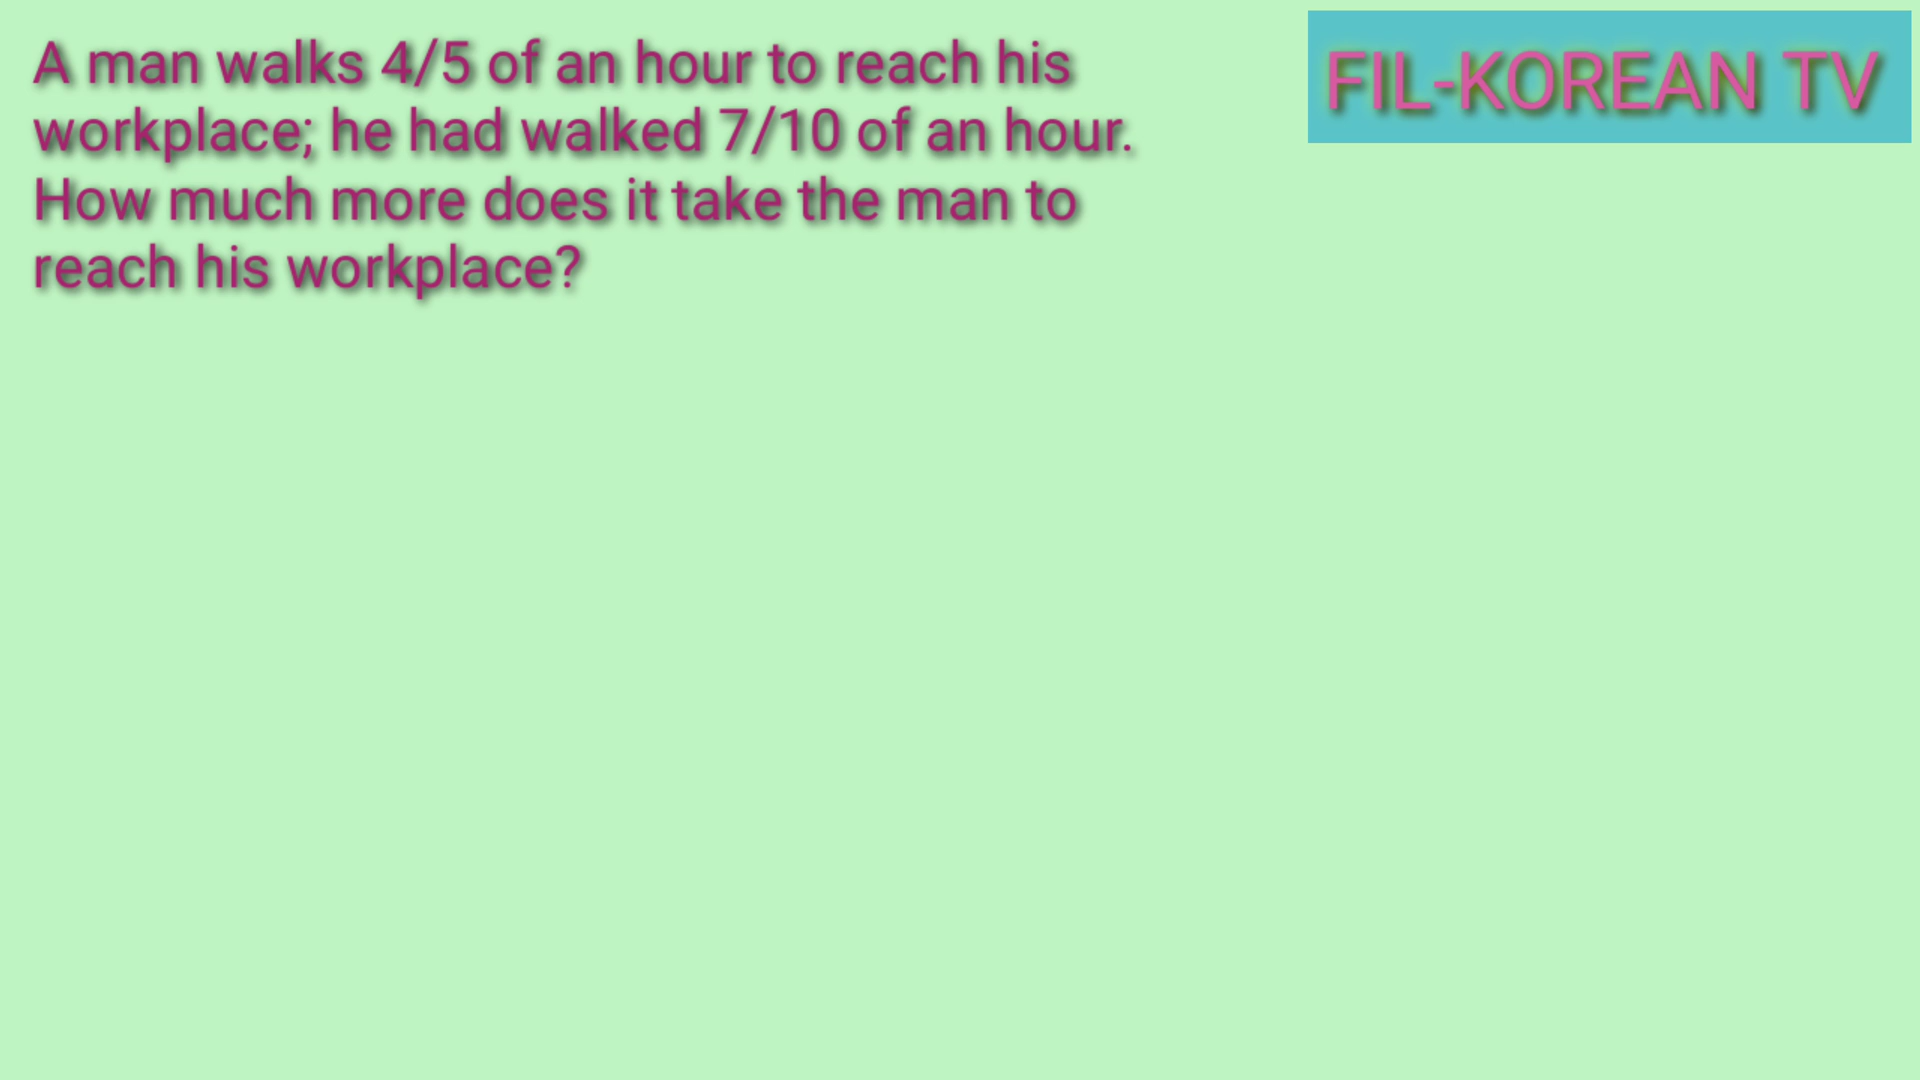 A man walks 4/5 of an hour to reach his
workplace; he had walked 7/10 of an hour.
How much more does it take the man to
reach his workplace?
FIL-KOREAN TV